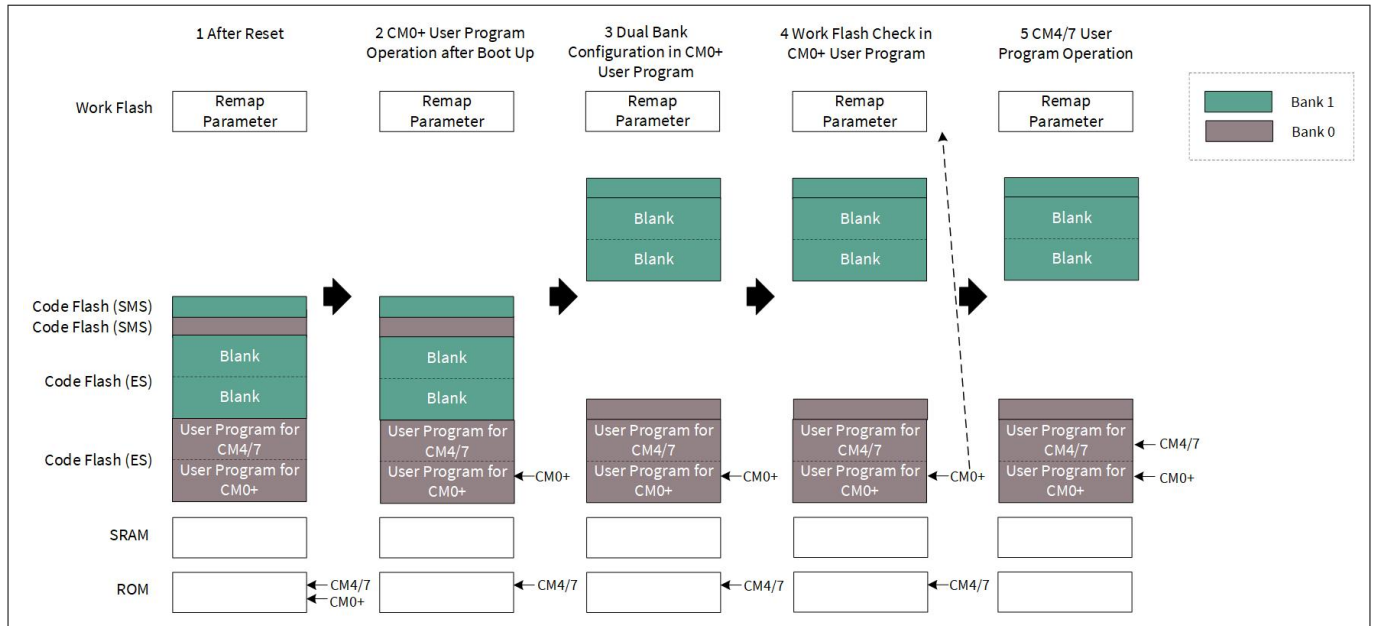 1 After Reset
2 CM0+ User Program
Operation after Boot Up
3 Dual Bank
Configuration in CM0+
User Program
4 Work Flash Check in
CM0+ User Program
5 CM4/7 User
Program Operation
Bank 1
Bank 0
Work Flash
Remap
Parameter
Remap
Parameter
Remap
Parameter
Remap
Parameter
Remap
Parameter
Blank
Blank
Blank
Blank
Blank
Blank
Code Flash (SMS)
Code Flash (SMS)
Code Flash (ES)
Blank
Blank
Blank
Blank
Code Flash (ES)
User Program for
CM4/7
User Program for
CM0+
User Program for
CM4/7
User Program for
CM0+
CM0+
User Program for
CM4/7
User Program for
CM0+
CM0+
User Program for
CM4/7
User Program for
CM0+
CM0+
User Program for
CM4/7
User Program for
CM0+
CM4/7
CM0+
SRAM
ROM
CM4/7
CM0+
CM4/7
CM4/7
CM4/7